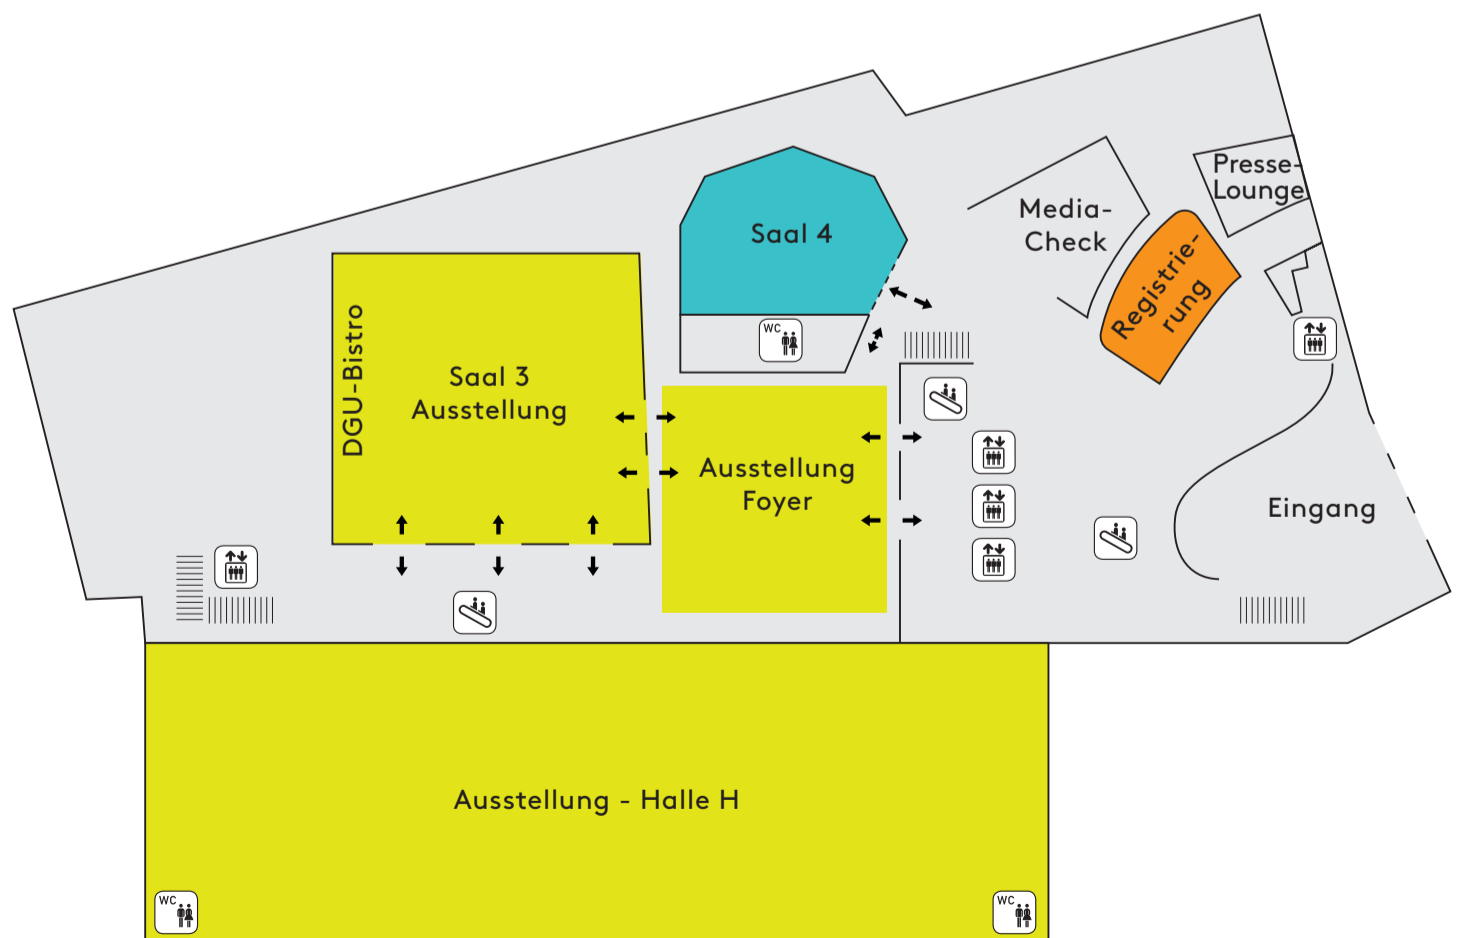 Presse-
Lounge
Media-
Check
Registrie-
rung
Saal 4
WC
DGU-Bistro
Saal 3
Ausstellung
Ausstellung
Foyer
Eingang
Ausstellung - Halle H
WC
WC